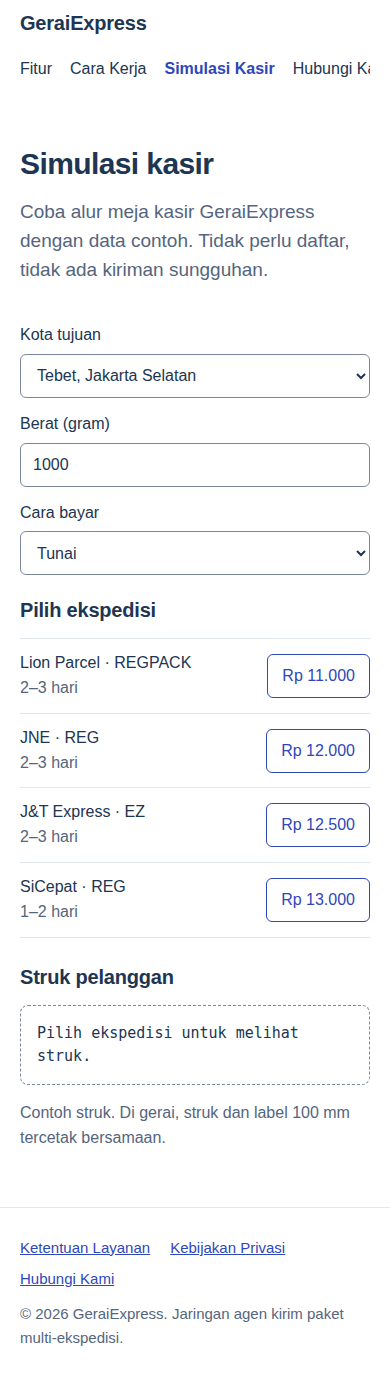 GeraiExpress
Fitur Cara Kerja Simulasi Kasir Hubungi Ka
Simulasi kasir
Coba alur meja kasir GeraiExpress
dengan data contoh. Tidak perlu daftar,
tidak ada kiriman sungguhan.
Kota tujuan
Tebet, Jakarta Selatan
Berat (gram)
1000
Cara bayar
Tunai
Pilih ekspedisi
Lion Parcel · REGPACK
2–3 hari
Rp 11.000
JNE · REG
2–3 hari
Rp 12.000
J&T Express · EZ
2–3 hari
Rp 12.500
SiCepat · REG
1–2 hari
Rp 13.000
Struk pelanggan
Pilih ekspedisi untuk melihat
struk.
Contoh struk. Di gerai, struk dan label 100 mm
tercetak bersamaan.
Ketentuan Layanan Kebijakan Privasi
Hubungi Kami
© 2026 GeraiExpress. Jaringan agen kirim paket
multi-ekspedisi.